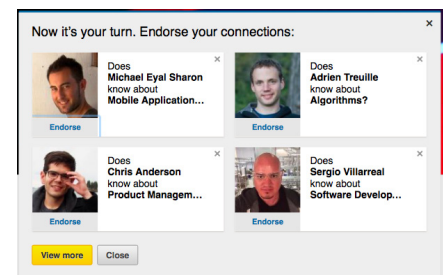 Now it's your turn. Endorse your connections:
×
Does
Michael Eyal Sharon
know about
Mobile Application...
×
Endorse
Does
Adrien Treuille
know about
Algorithms?
×
Endorse
Does
Chris Anderson
know about
Product Managem...
×
Endorse
Does
Sergio Villarreal
know about
Software Develop...
×
Endorse
View more
Close